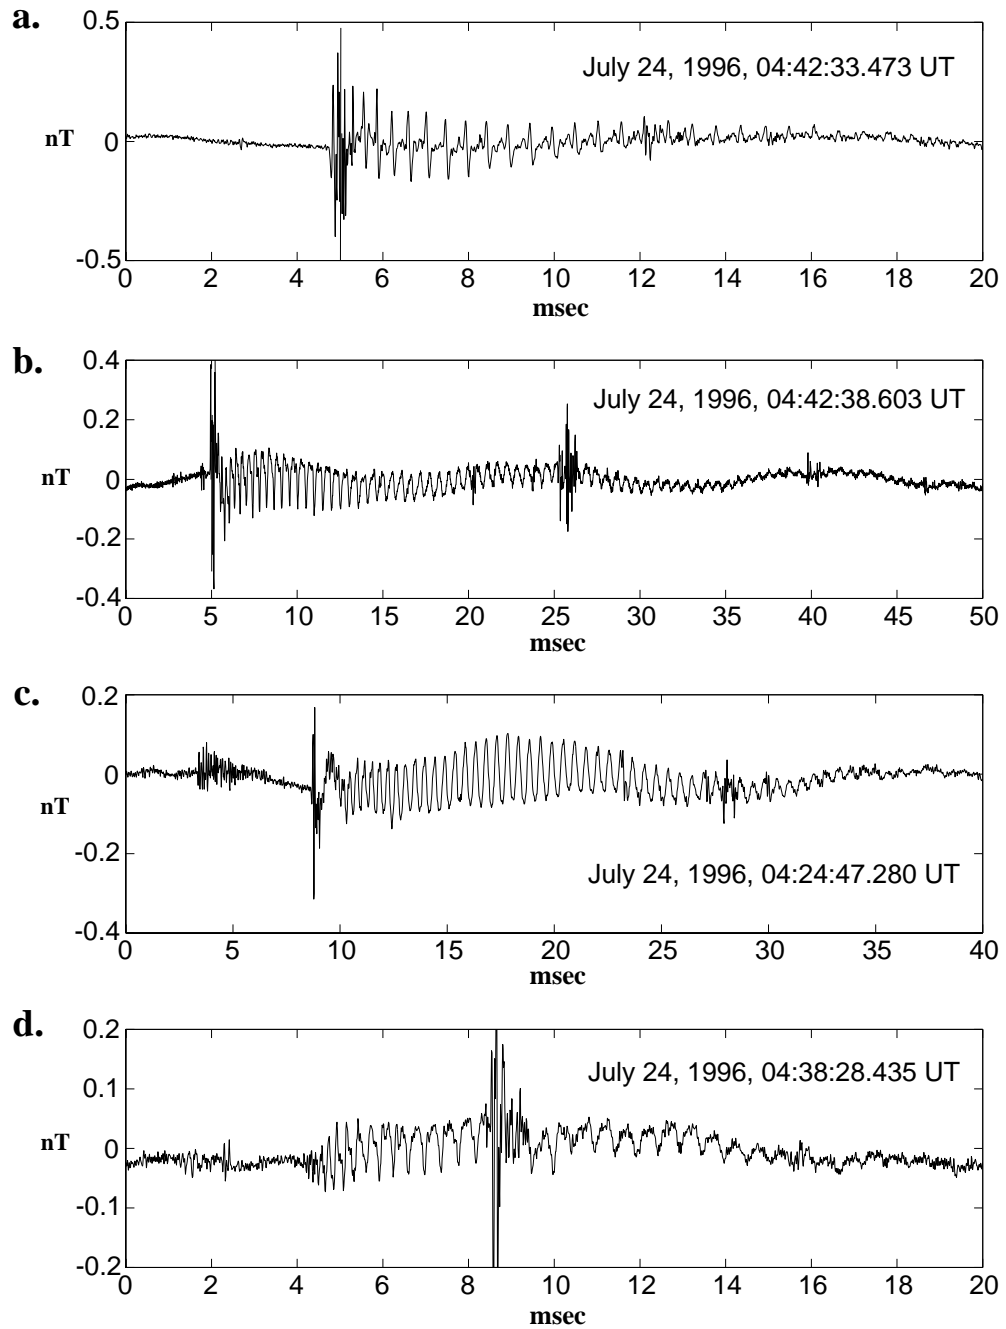 a.
0.5
July 24, 1996, 04:42:33.473 UT
nT
0
-0.5
0 2 4 6 8 10 12 14 16 18 20
msec
b.
0.4
July 24, 1996, 04:42:38.603 UT
0.2
nT
0
-0.2
-0.4
0 5 10 15 20 25 30 35 40 45 50
msec
c.
0.2
0
nT
-0.2
July 24, 1996, 04:24:47.280 UT
-0.4
0 5 10 15 20 25 30 35 40
msec
d.
0.2
July 24, 1996, 04:38:28.435 UT
0.1
nT
0
-0.1
-0.2
0 2 4 6 8 10 12 14 16 18 20
msec